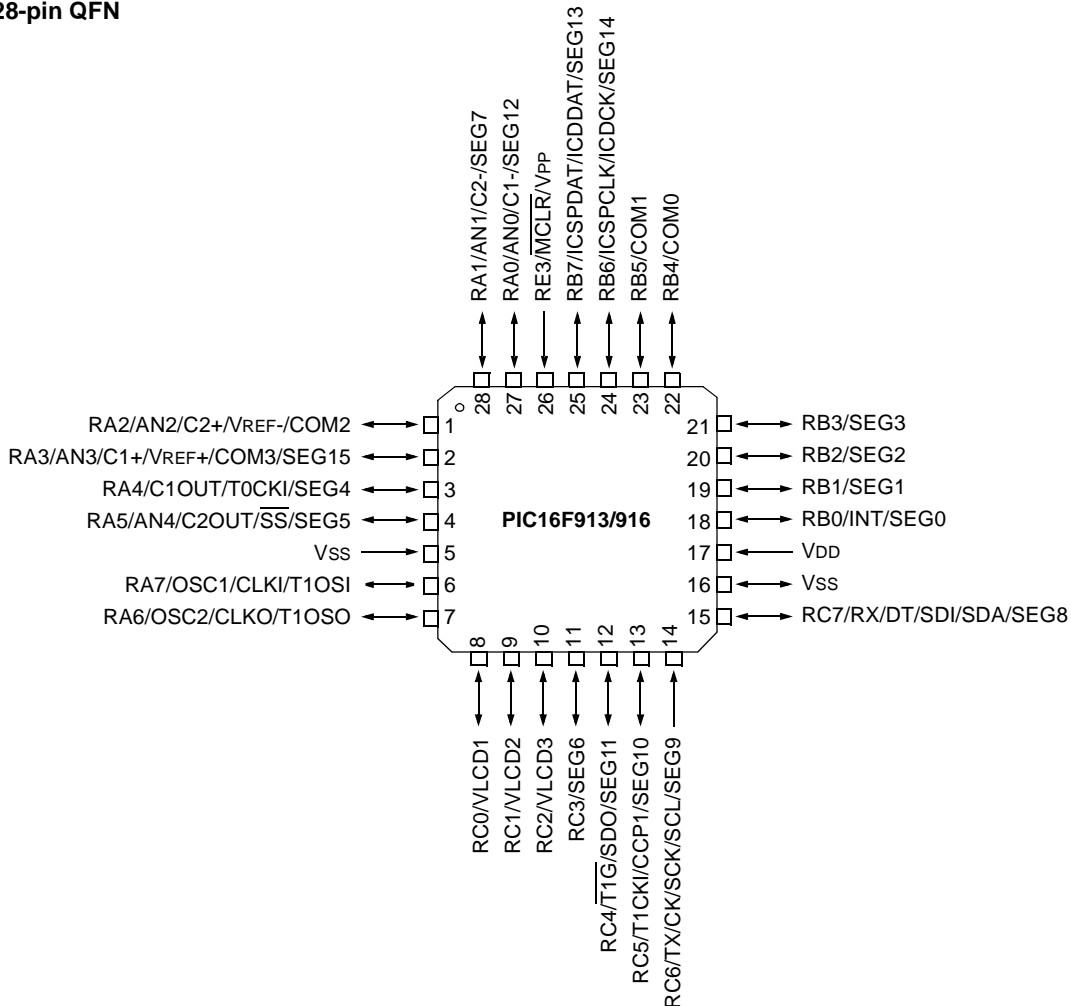 28-pin QFN
RA1/AN1/C2-/SEG7
RA0/AN0/C1-/SEG12
RE3/MCLR/VPP
RB7/ICSPDAT/ICDDAT/SEG13
RB6/ICSPCLK/ICDCK/SEG14
RB5/COM1
RB4/COM0
28
27
26
25
24
23
22
RA2/AN2/C2+/VREF-/COM2
1
RA3/AN3/C1+/VREF+/COM3/SEG15
2
RA4/C1OUT/T0CKI/SEG4
3
RA5/AN4/C2OUT/SS/SEG5
4
VSS
5
RA7/OSC1/CLKI/T1OSI
6
RA6/OSC2/CLKO/T1OSO
7
PIC16F913/916
21
RB3/SEG3
20
RB2/SEG2
19
RB1/SEG1
18
RB0/INT/SEG0
17
VDD
16
VSS
15
RC7/RX/DT/SDI/SDA/SEG8
8
9
10
11
12
13
14
RC0/VLCD1
RC1/VLCD2
RC2/VLCD3
RC3/SEG6
RC4/T1G/SDO/SEG11
RC5/T1CKI/CCP1/SEG10
RC6/TX/CK/SCK/SCL/SEG9